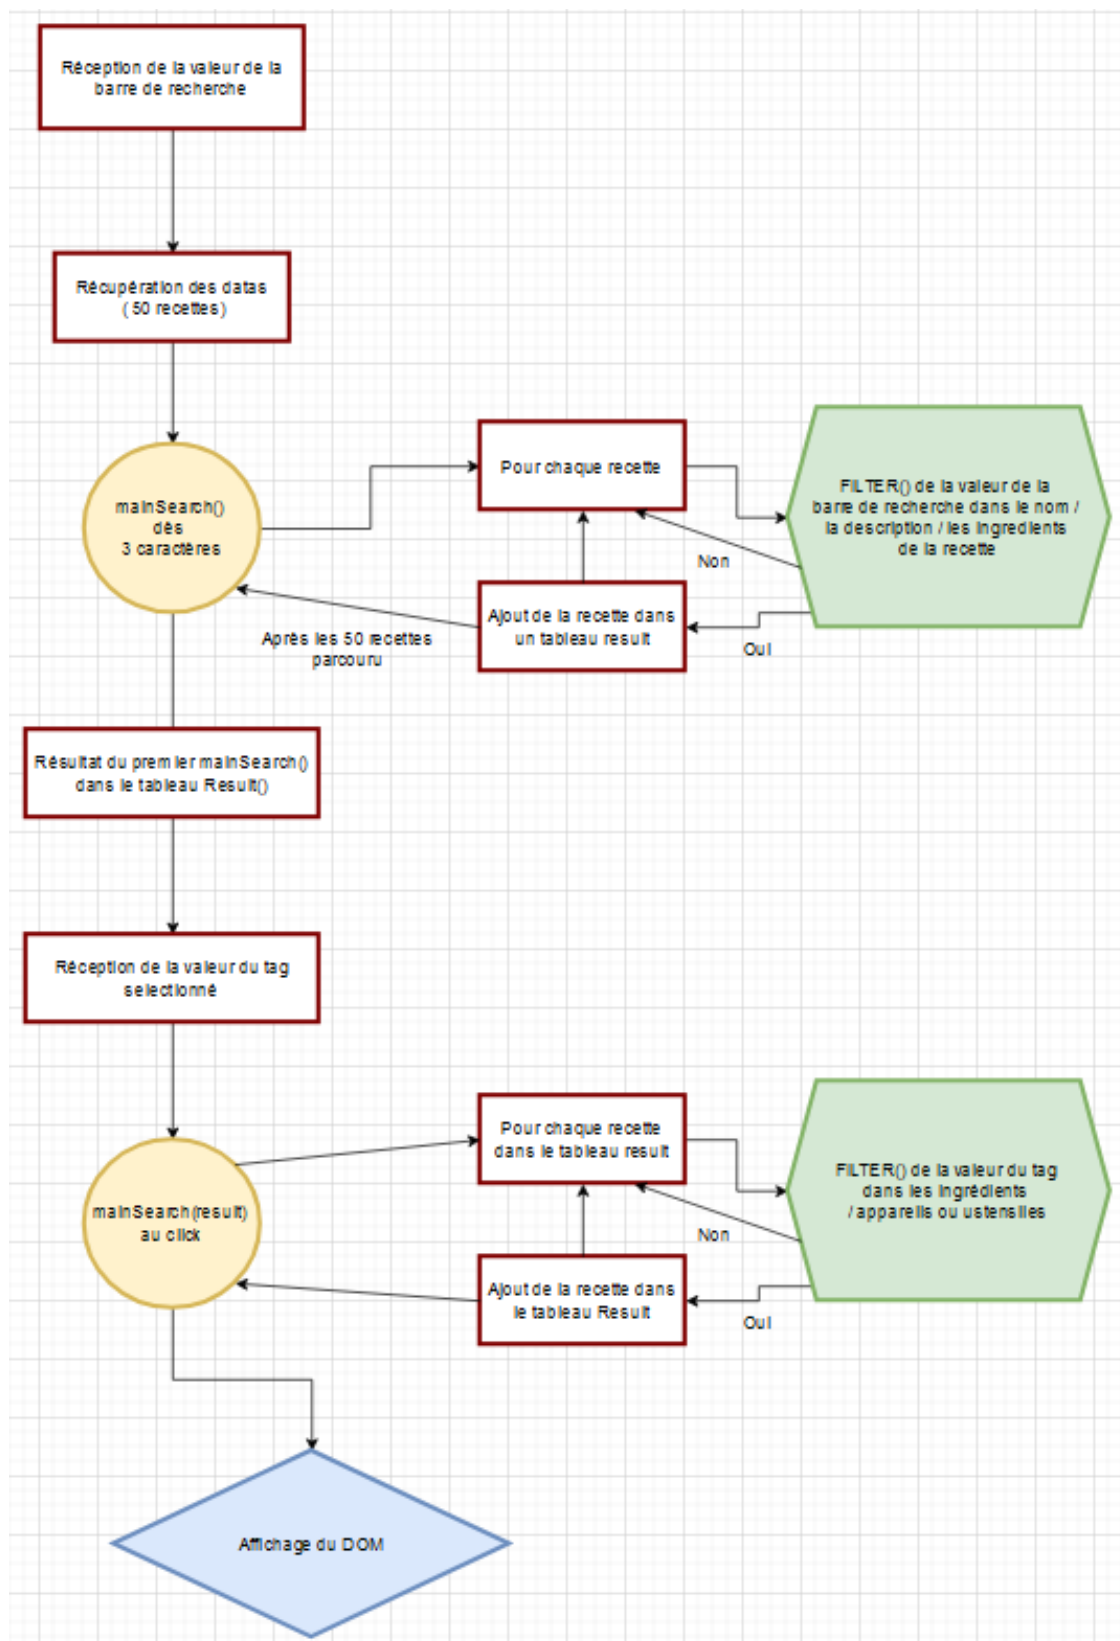 Réception de la valeur de la
barre de recherche
Récupération des datas
( 50 recettes)
mainSearch()
dès
3 caractères
Pour chaque recette
FILTER() de la valeur de la
barre de recherche dans le nom /
la description / les ingredients
de la recette
Non
Ajout de la recette dans
un tableau result
Oui
Après les 50 recettes
parcouru
Résultat du premier mainSearch()
dans le tableau Result()
Réception de la valeur du tag
selectionné
Pour chaque recette
dans le tableau result
FILTER() de la valeur du tag
dans les ingrédients
/ appareils ou ustensiles
mainSearch(result)
au click
Non
Ajout de la recette dans
le tableau Result
Oui
Affichage du DOM